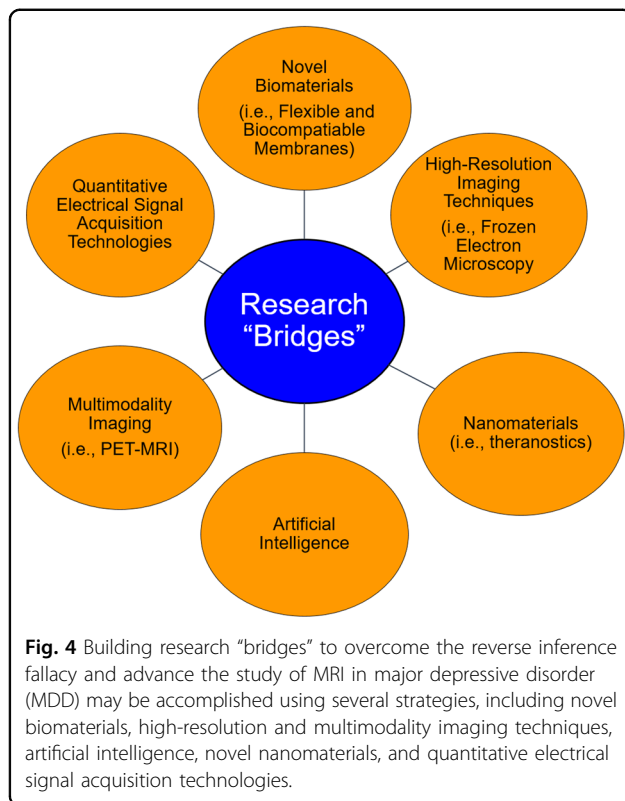 Novel
Biomaterials
(i.e., Flexible and
Biocompatiable
Membranes)
High-Resolution
Imaging
Techniques
(i.e., Frozen
Electron
Microscopy
Quantitative
Electrical Signal
Acquisition
Technologies
Research
“Bridges”
Multimodality
Imaging
(i.e., PET-MRI)
Nanomaterials
(i.e., theranostics)
Artificial
Intelligence
Fig. 4 Building research “bridges” to overcome the reverse inference
fallacy and advance the study of MRI in major depressive disorder
(MDD) may be accomplished using several strategies, including novel
biomaterials, high-resolution and multimodality imaging techniques,
artificial intelligence, novel nanomaterials, and quantitative electrical
signal acquisition technologies.